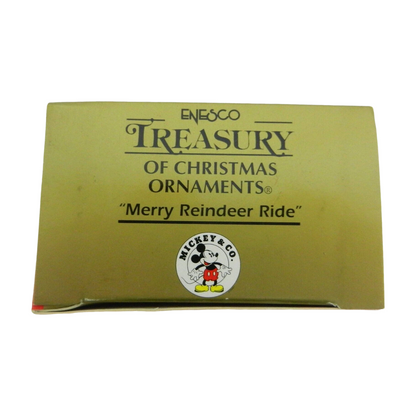 ENESCO
TREASURY
OF CHRISTMAS
ORNAMENTS®
"Merry Reindeer Ride"
MICKEY & CO.